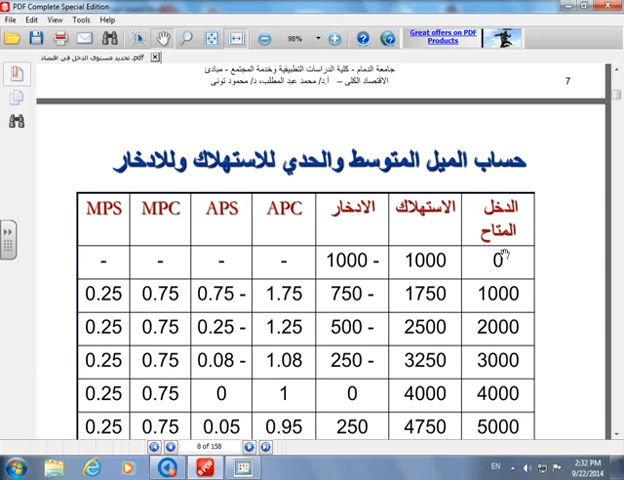 PDF Complete Special Edition
File Edit View Tools Help
98%
Great offers on PDF Products
تحديد مستوى الدخل في اقتصاد.pdf
جامعة الدمام - كلية الدراسات التطبيقية وخدمة المجتمع - مبادئ
الاقتصاد الكلى – أ.د/ محمد عبد المطلب، د/ محمود تونى
7
حساب الميل المتوسط والحدي للاستهلاك وللادخار
الدخل المتاح الاستهلاك الادخار APC APS MPC MPS
0 1000 1000 - - - - -
1000 1750 750 - 1.75 0.75 - 0.75 0.25
2000 2500 500 - 1.25 0.25 - 0.75 0.25
3000 3250 250 - 1.08 0.08 - 0.75 0.25
4000 4000 0 1 0 0.75 0.25
5000 4750 250 0.95 0.05 0.75 0.25
8 of 158
EN
2:32 PM
9/22/2014